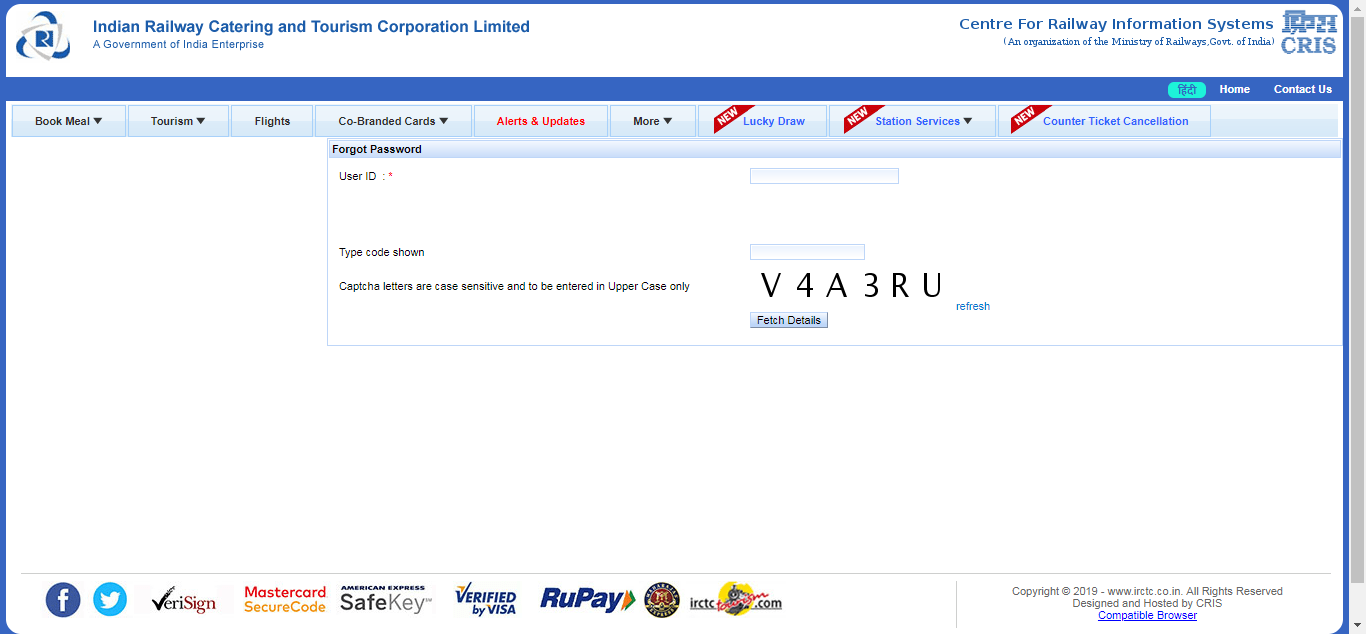 Indian Railway Catering and Tourism Corporation Limited
A Government of India Enterprise
Centre For Railway Information Systems
(An organization of the Ministry of Railways,Govt. of India)
क्रिस
CRIS
हिंदी Home Contact Us
Book Meal Tourism Flights Co-Branded Cards Alerts & Updates More NEW Lucky Draw NEW Station Services NEW Counter Ticket Cancellation
Forgot Password
User ID : *
Type code shown
Captcha letters are case sensitive and to be entered in Upper Case only
V 4 A 3 R U
refresh
Fetch Details
VeriSign
Mastercard
SecureCode
AMERICAN EXPRESS
SafeKey
VERIFIED
by VISA
RuPay
irctc tourism .com
Copyright © 2019 - www.irctc.co.in. All Rights Reserved
Designed and Hosted by CRIS
Compatible Browser